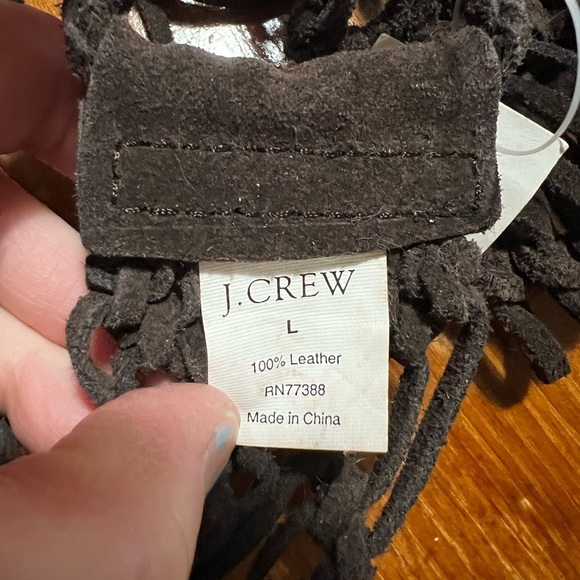 J.CREW
L
100% Leather
RN77388
Made in China